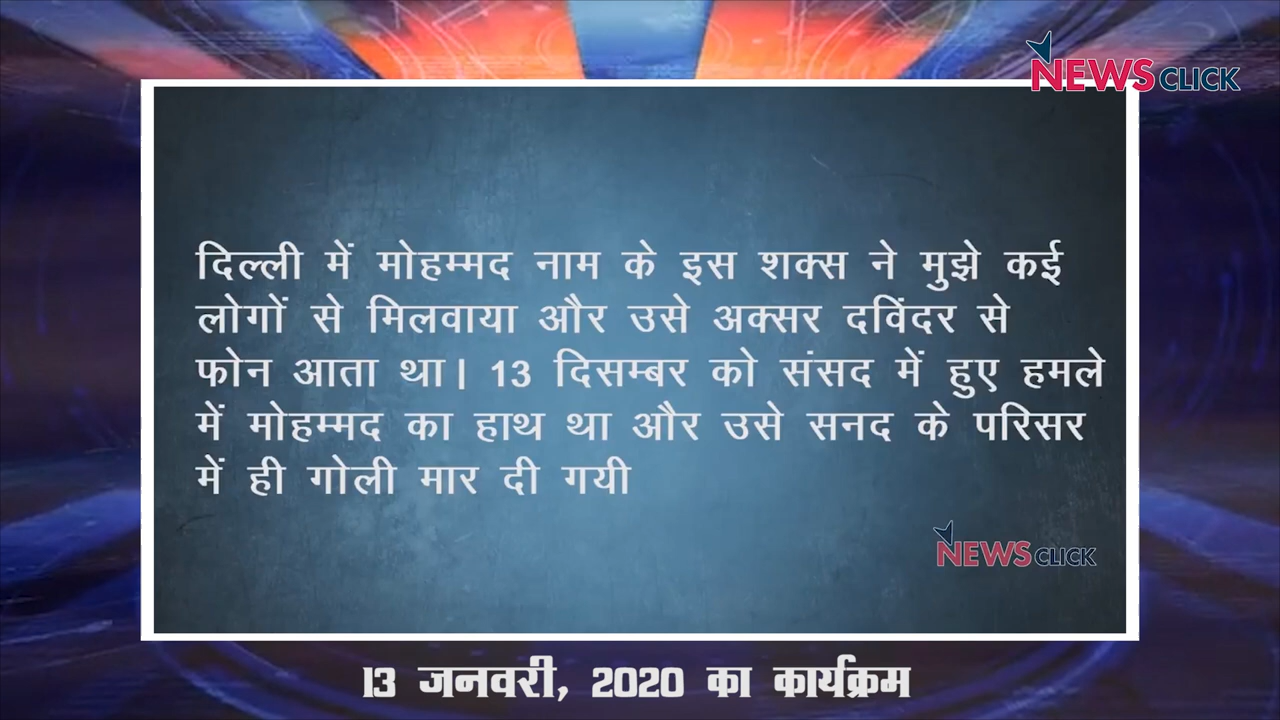 NEWSCLICK
दिल्ली में मोहम्मद नाम के इस शक्स ने मुझे कई
लोगों से मिलवाया और उसे अक्सर दविंदर से
फोन आता था। 13 दिसम्बर को संसद में हुए हमले
में मोहम्मद का हाथ था और उसे सनद के परिसर
में ही गोली मार दी गयी
NEWSCLICK
13 जनवरी, 2020 का कार्यक्रम